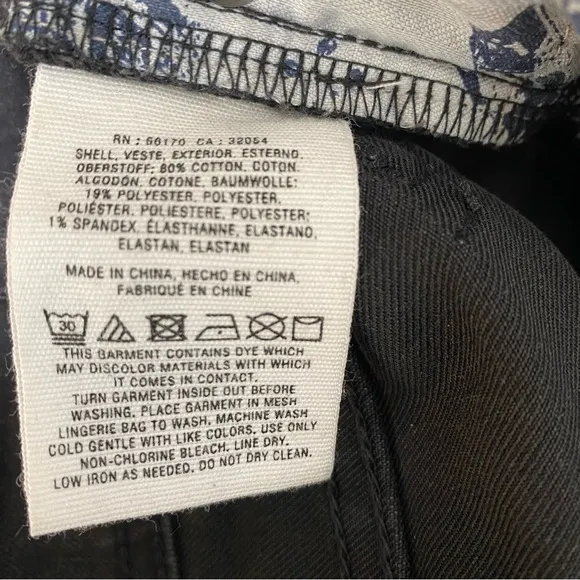 RN : 56170 CA : 32054
SHELL, VESTE, EXTERIOR, ESTERNO,
OBERSTOFF: 80% COTTON, COTON,
ALGODÓN, COTONE, BAUMWOLLE;
19% POLYESTER, POLYESTER,
POLIÉSTER, POLIESTERE, POLYESTER;
1% SPANDEX, ÉLASTHANNE, ELASTANO,
ELASTAN, ELASTAN
MADE IN CHINA, HECHO EN CHINA,
FABRIQUÉ EN CHINE
30
THIS GARMENT CONTAINS DYE WHICH
MAY DISCOLOR MATERIALS WITH WHICH
IT COMES IN CONTACT.
TURN GARMENT INSIDE OUT BEFORE
WASHING. PLACE GARMENT IN MESH
LINGERIE BAG TO WASH. MACHINE WASH
COLD GENTLE WITH LIKE COLORS. USE ONLY
NON-CHLORINE BLEACH. LINE DRY.
LOW IRON AS NEEDED. DO NOT DRY CLEAN.